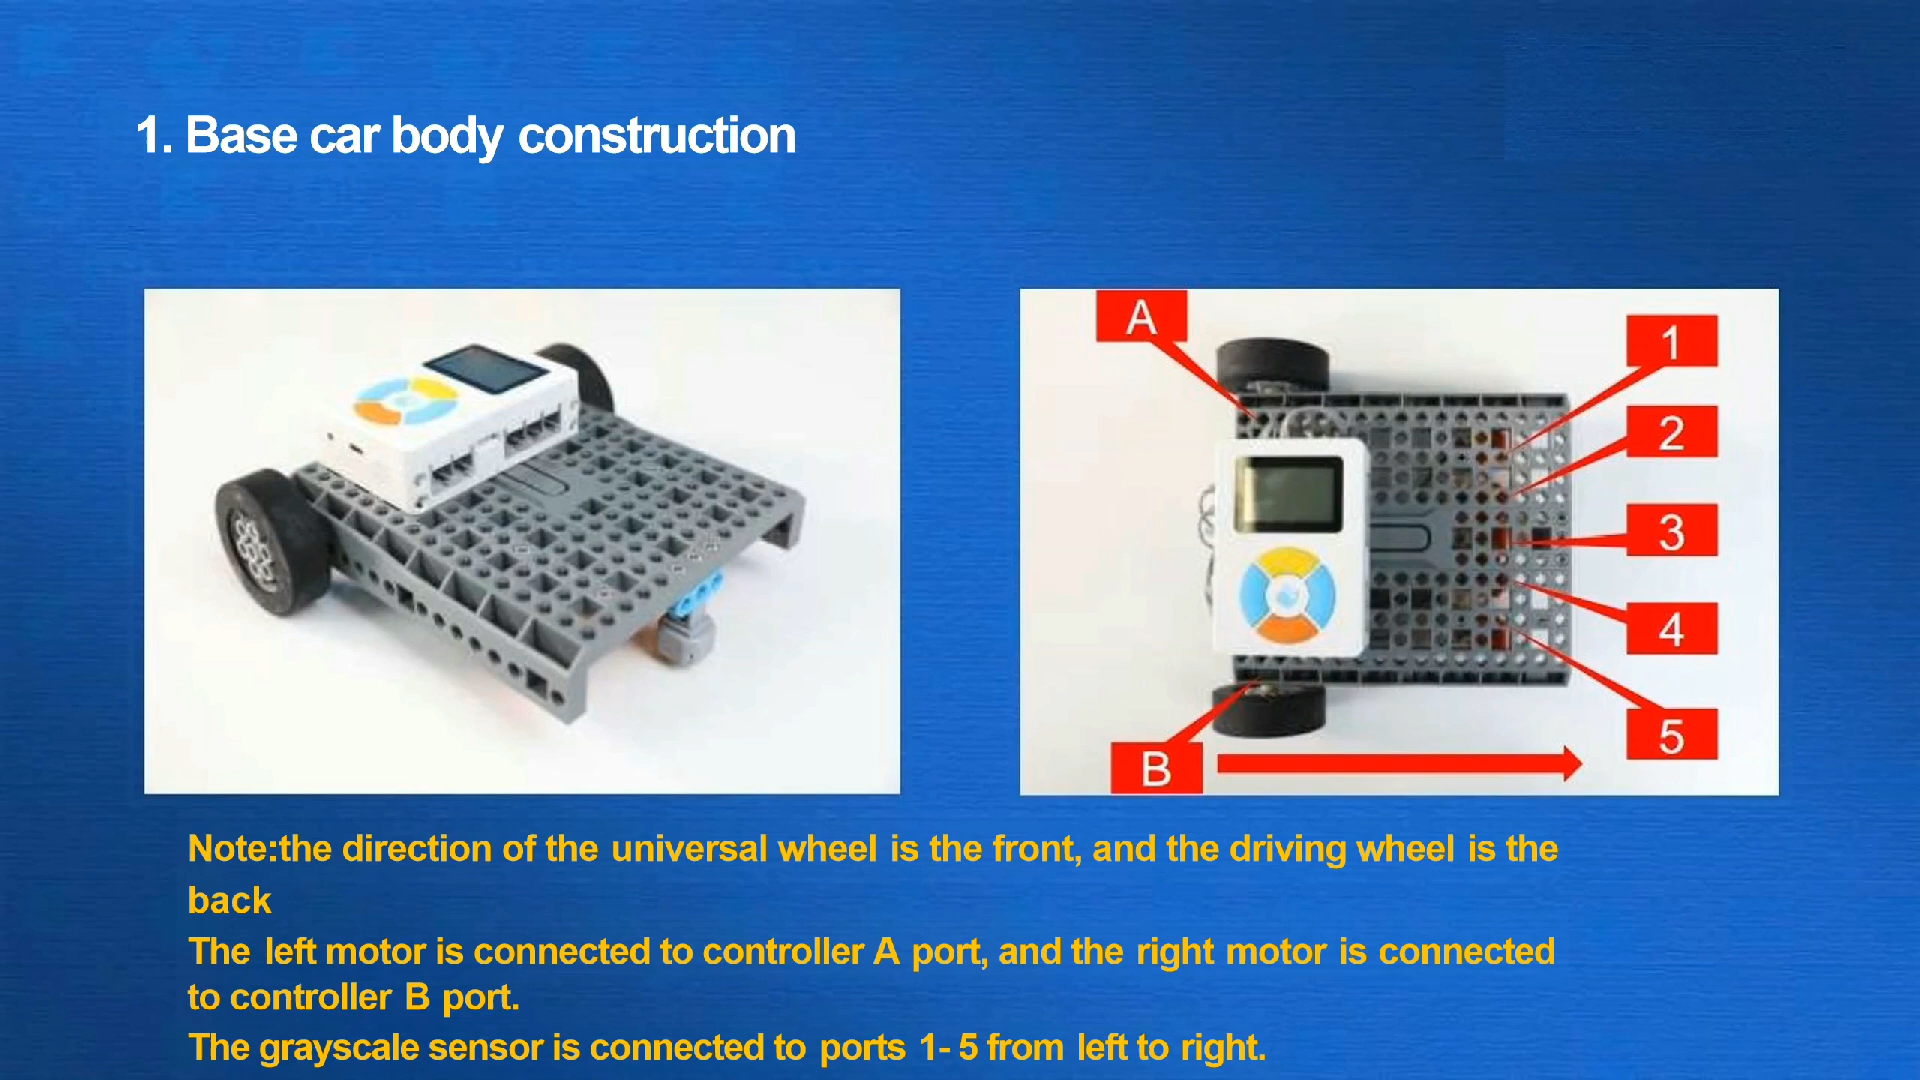 1. Base car body construction
A
1
2
3
4
5
B
Note:the direction of the universal wheel is the front, and the driving wheel is the
back
The left motor is connected to controller A port, and the right motor is connected
to controller B port.
The grayscale sensor is connected to ports 1- 5 from left to right.